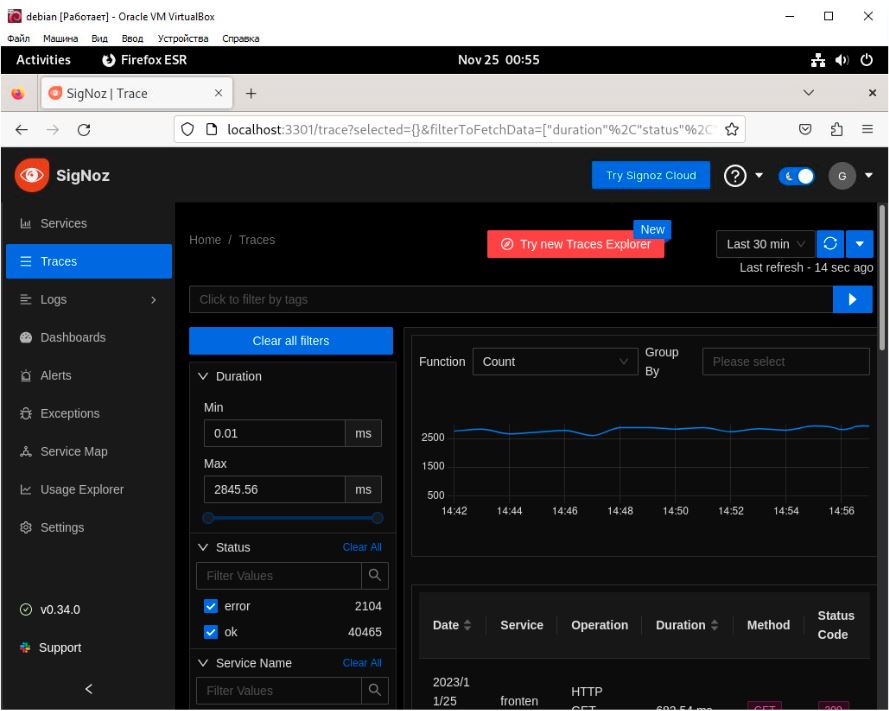 debian [Работает] - Oracle VM VirtualBox
Файл Машина Вид Ввод Устройства Справка
Activities Firefox ESR Nov 25 00:55
SigNoz | Trace
localhost:3301/trace?selected={}&filterToFetchData=["duration"%2C"status"%2C
SigNoz
Try Signoz Cloud
G
Services
Traces
Logs
Dashboards
Alerts
Exceptions
Service Map
Usage Explorer
Settings
v0.34.0
Support
Home / Traces
New
Try new Traces Explorer
Last 30 min
Last refresh - 14 sec ago
Click to filter by tags
Clear all filters
Duration
Min
0.01 ms
Max
2845.56 ms
Status Clear All
Filter Values
error 2104
ok 40465
Service Name Clear All
Filter Values
Function Count Group By Please select
2500
1500
500
14:42 14:44 14:46 14:48 14:50 14:52 14:54 14:56
Date Service Operation Duration Method Status Code
2023/1
1/25 fronten HTTP
GET 682.54 ms GET 200